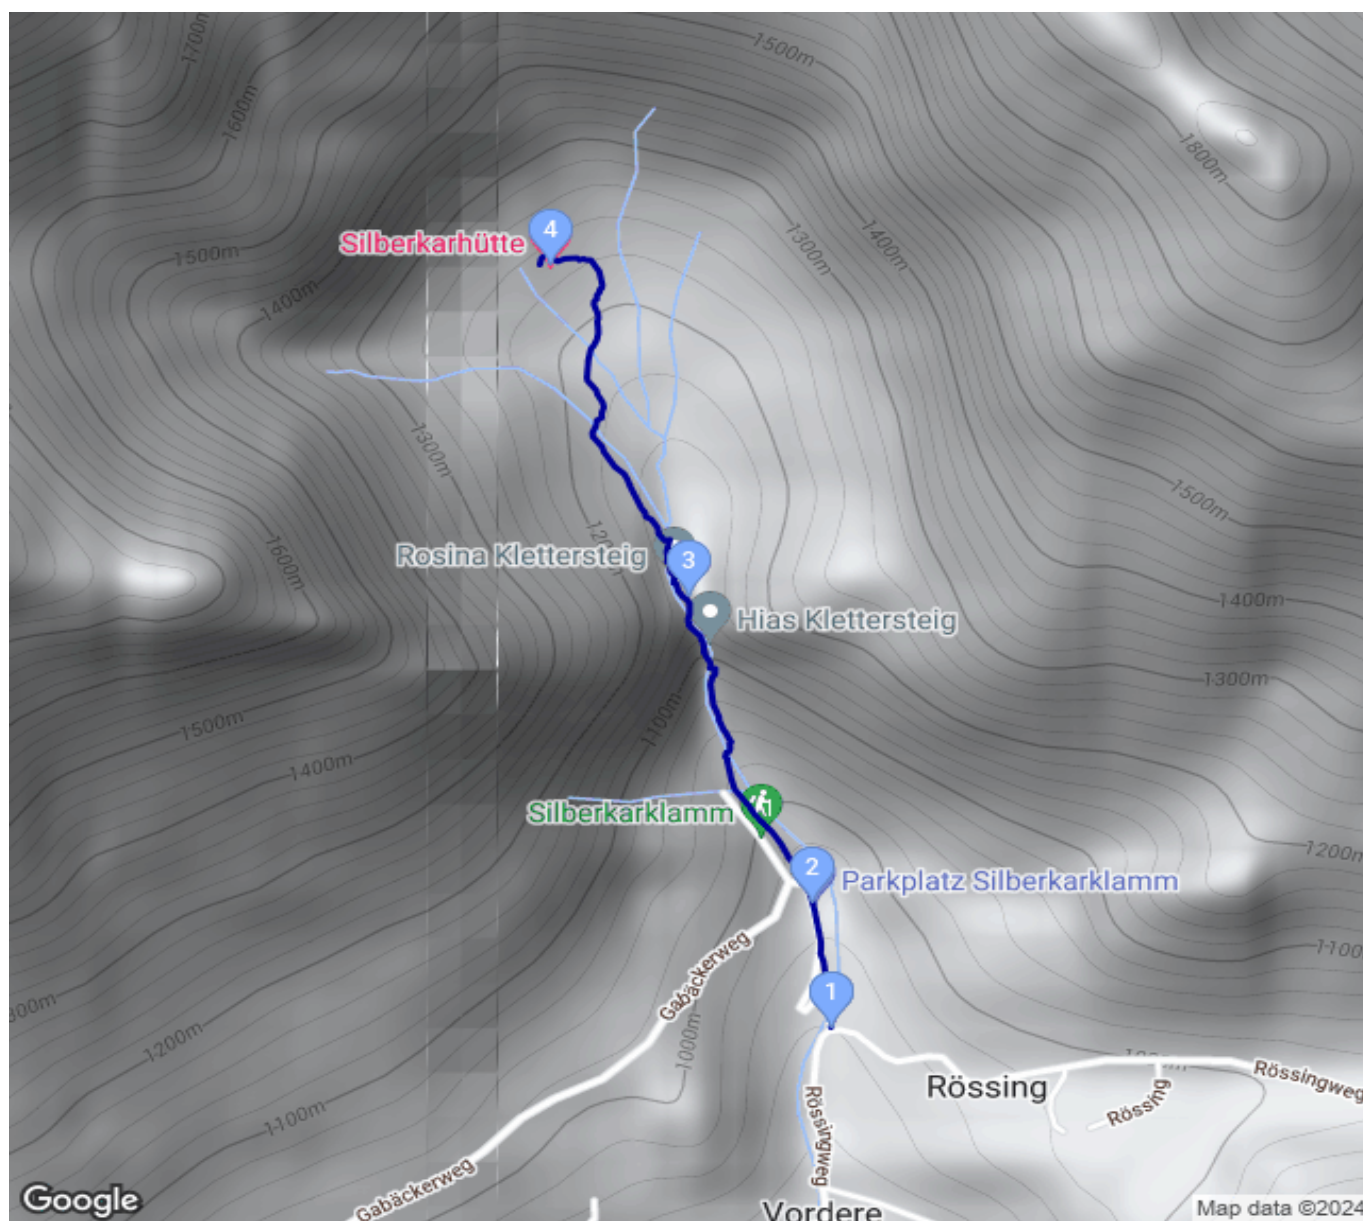 1700m
1500m
1600m
1800m
4
Silberkarhütte
1300m
1400m
1500m
1400m
1300m
1500m
1200m
1600m
Rosina Klettersteig
3
1400m
Hias Klettersteig
1300m
1100m
1500m
1400m
Silberkarklamm
1200m
2
Parkplatz Silberkarklamm
1100m
Gabäckerweg
1
1000m
1200m
Rössing
Rössingweg
Rössing
Rössingweg
1100m
Gabäckerweg
Google
Vordere
Map data ©2024